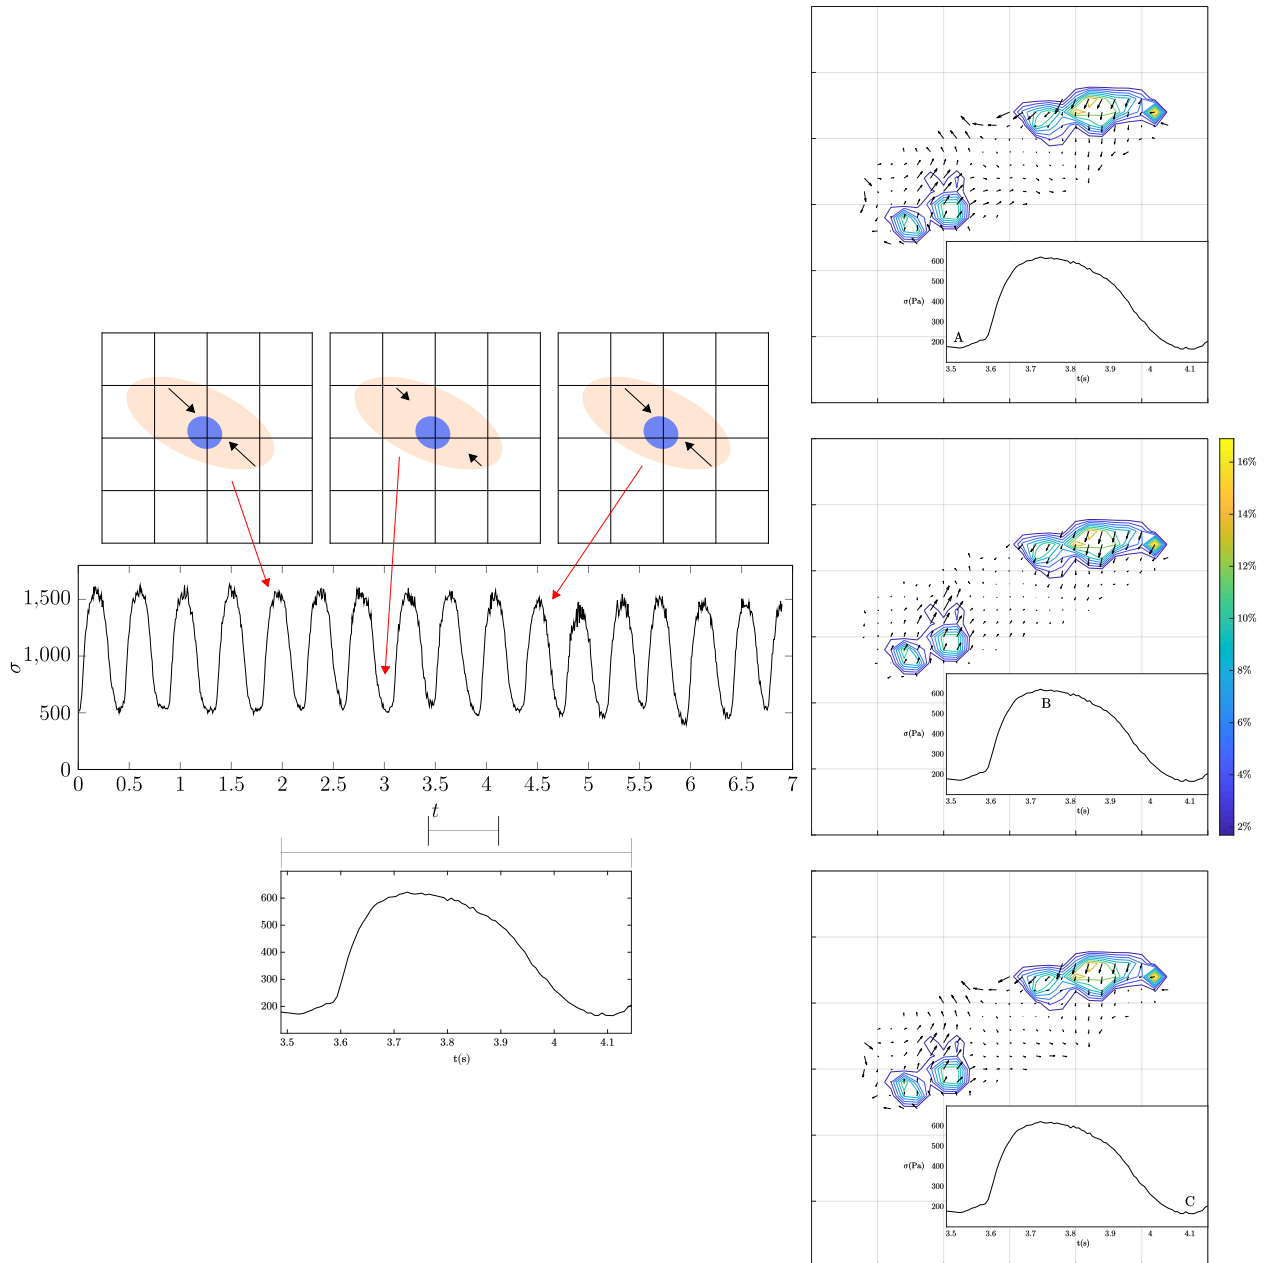 1,500
1,000
500
0
σ
0 0.5 1 1.5 2 2.5 3 3.5 4 4.5 5 5.5 6 6.5 7
t
600
500
400
300
200
3.5 3.6 3.7 3.8 3.9 4 4.1
t(s)
600
500
σ(Pa) 400
300
200
A
3.5 3.6 3.7 3.8 3.9 4 4.1
t(s)
600
B
500
σ(Pa) 400
300
200
3.5 3.6 3.7 3.8 3.9 4 4.1
t(s)
16%
14%
12%
10%
8%
6%
4%
2%
600
500
σ(Pa) 400
300
200
C
3.5 3.6 3.7 3.8 3.9 4 4.1
t(s)